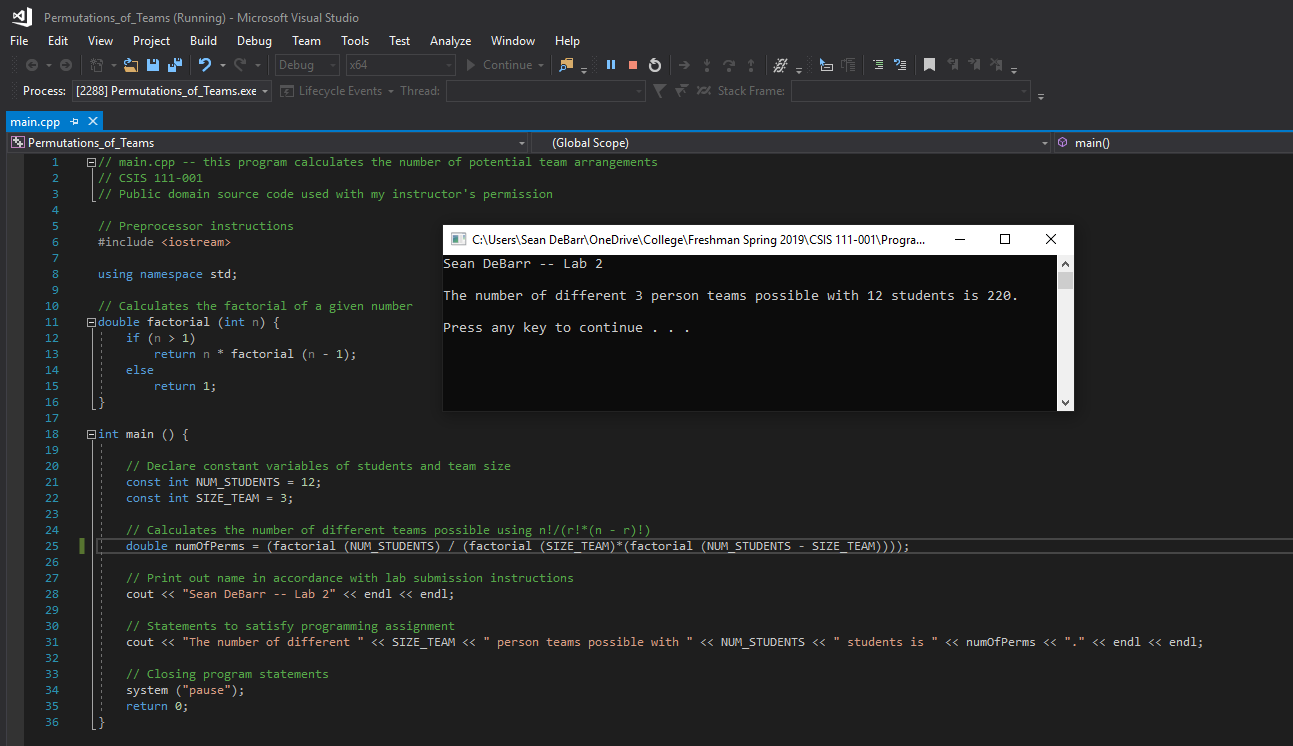 Permutations_of_Teams (Running) - Microsoft Visual Studio
File Edit View Project Build Debug Team Tools Test Analyze Window Help
Debug x64 Continue
Process: [2288] Permutations_of_Teams.exe Lifecycle Events Thread: Stack Frame:
main.cpp
Permutations_of_Teams (Global Scope) main()
1 // main.cpp -- this program calculates the number of potential team arrangements
2 // CSIS 111-001
3 // Public domain source code used with my instructor's permission
4
5 // Preprocessor instructions
6 #include <iostream>
7
8 using namespace std;
9
10 // Calculates the factorial of a given number
11 double factorial (int n) {
12 if (n > 1)
13 return n * factorial (n - 1);
14 else
15 return 1;
16 }
17
18 int main () {
19
20 // Declare constant variables of students and team size
21 const int NUM_STUDENTS = 12;
22 const int SIZE_TEAM = 3;
23
24 // Calculates the number of different teams possible using n!/(r!*(n - r)!)
25 double numOfPerms = (factorial (NUM_STUDENTS) / (factorial (SIZE_TEAM)*(factorial (NUM_STUDENTS - SIZE_TEAM))));
26
27 // Print out name in accordance with lab submission instructions
28 cout << "Sean DeBarr -- Lab 2" << endl << endl;
29
30 // Statements to satisfy programming assignment
31 cout << "The number of different " << SIZE_TEAM << " person teams possible with " << NUM_STUDENTS << " students is " << numOfPerms << "." << endl << endl;
32
33 // Closing program statements
34 system ("pause");
35 return 0;
36 }
C:\Users\Sean DeBarr\OneDrive\College\Freshman Spring 2019\CSIS 111-001\Progra...
Sean DeBarr -- Lab 2
The number of different 3 person teams possible with 12 students is 220.
Press any key to continue . . .